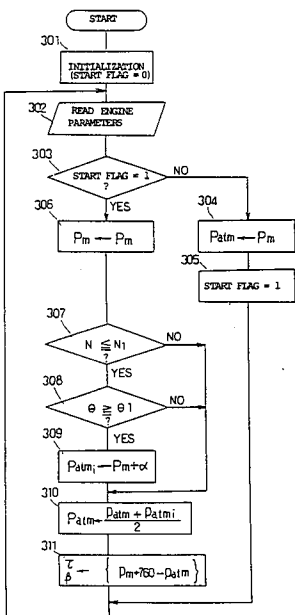 START
301
INITIALIZATION
(START FLAG = 0)
302
READ ENGINE
PARAMETERS
303
START FLAG = 1
?
NO
YES
304
Patm ← Pm
305
START FLAG = 1
306
Pm ← Pm
307
N ≦ N1
?
NO
YES
308
θ ≧ θ1
?
NO
YES
309
Patmi ← Pm+α
310
Patm ← Patm + Patmi
2
311
τ
β ← { Pm+760−Patm }